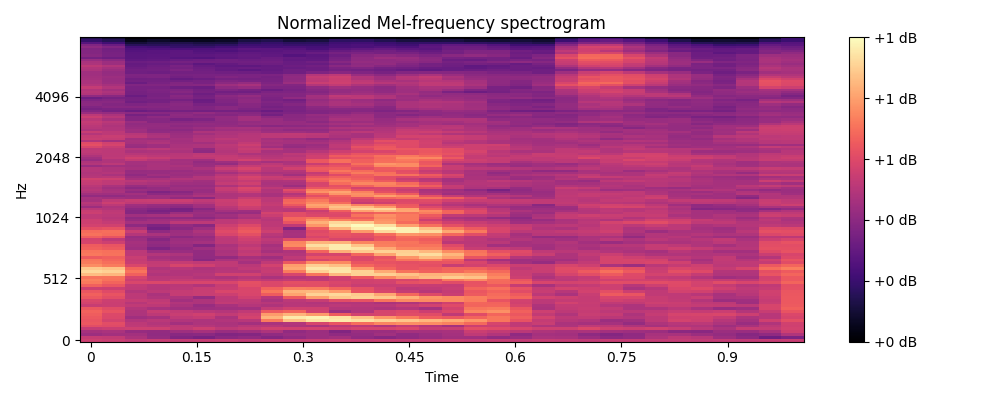 Normalized Mel-frequency spectrogram
Hz
4096
2048
1024
512
0
0 0.15 0.3 0.45 0.6 0.75 0.9
Time
+1 dB
+1 dB
+1 dB
+0 dB
+0 dB
+0 dB